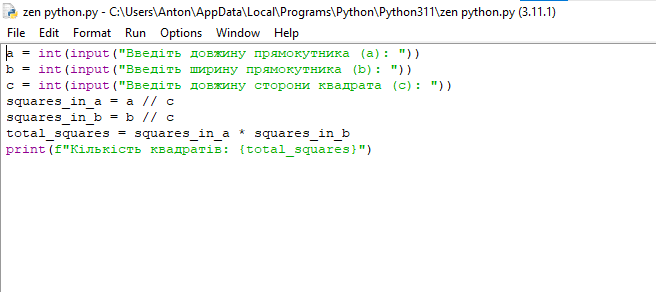 zen python.py - C:\Users\Anton\AppData\Local\Programs\Python\Python311\zen python.py (3.11.1)
File Edit Format Run Options Window Help
a = int(input("Введіть довжину прямокутника (a): "))
b = int(input("Введіть ширину прямокутника (b): "))
c = int(input("Введіть довжину сторони квадрата (c): "))
squares_in_a = a // c
squares_in_b = b // c
total_squares = squares_in_a * squares_in_b
print(f"Кількість квадратів: {total_squares}")